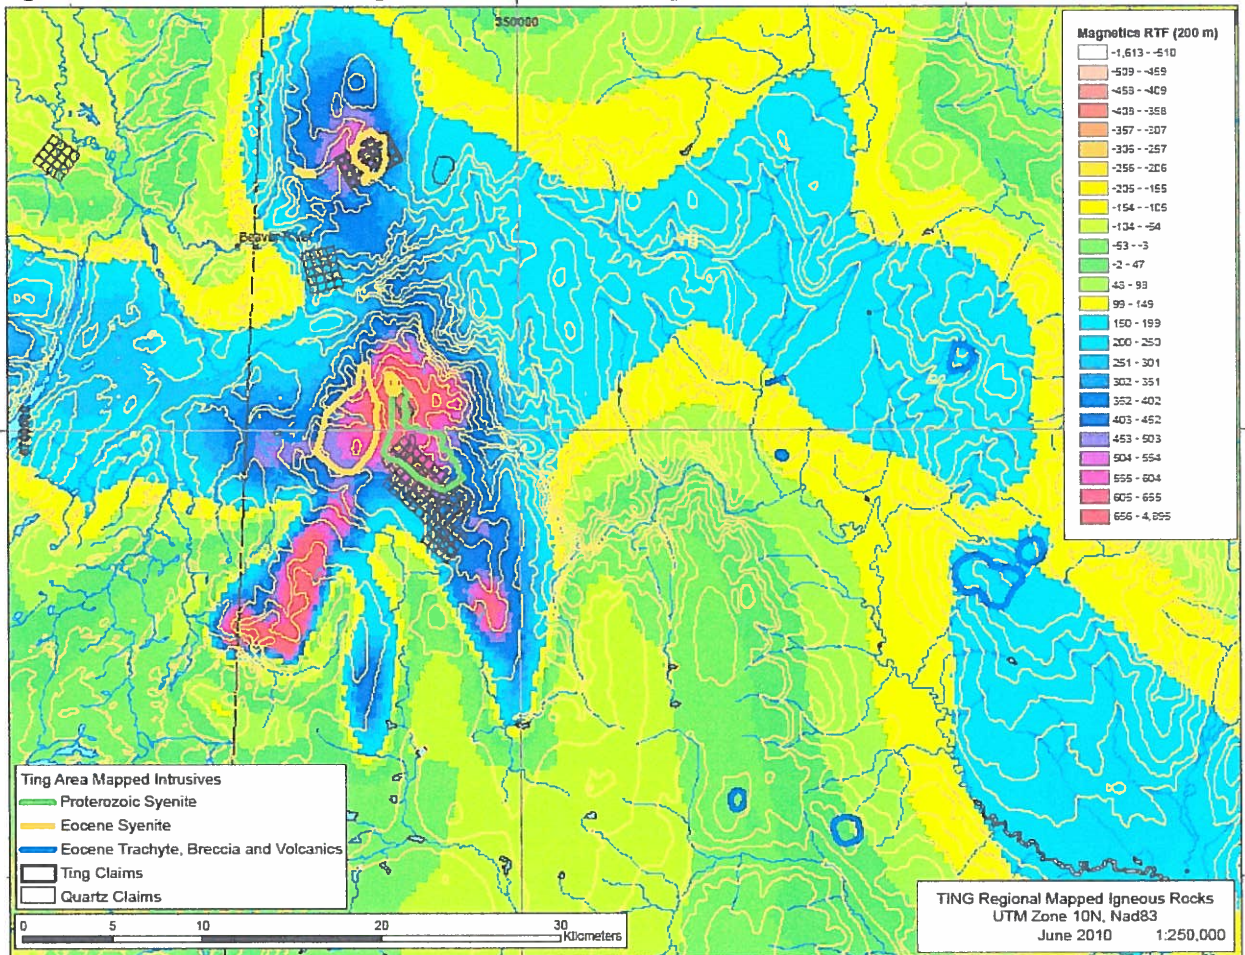 350000
Magnetics RTF (200 m)
-1,613 - -510
-509 - -459
-458 - -409
-408 - -358
-357 - -307
-306 - -257
-256 - -206
-205 - -155
-154 - -105
-104 - -54
-53 - -3
-2 - 47
48 - 98
99 - 149
150 - 199
200 - 250
251 - 301
302 - 351
352 - 402
403 - 452
453 - 503
504 - 554
555 - 604
605 - 655
656 - 4,895
Beaver River
Ting Area Mapped Intrusives
Proterozoic Syenite
Eocene Syenite
Eocene Trachyte, Breccia and Volcanics
Ting Claims
Quartz Claims
0 5 10 20 30
Kilometers
TING Regional Mapped Igneous Rocks
UTM Zone 10N, Nad83
June 2010 1:250,000